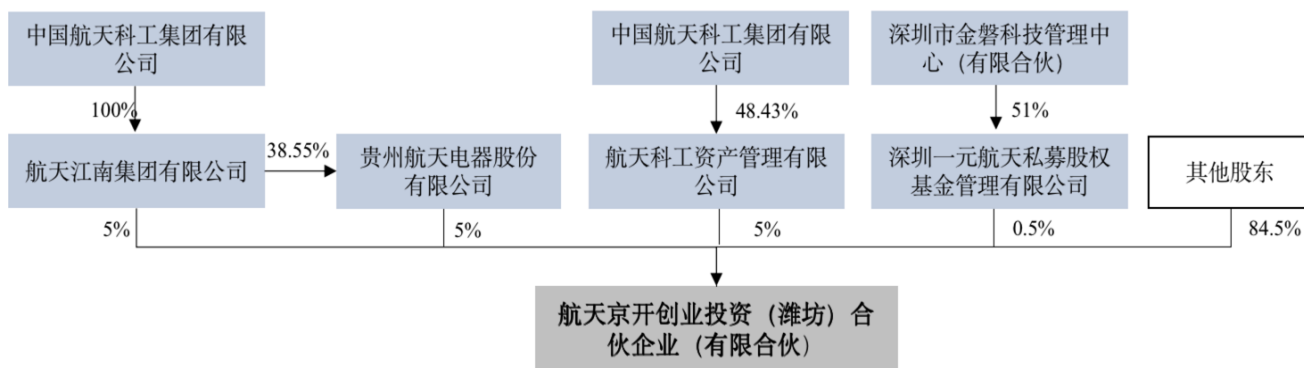 中国航天科工集团有限
公司
中国航天科工集团有限
公司
深圳市金磐科技管理中
心（有限合伙）
100%
48.43%
51%
航天江南集团有限公司
38.55%
贵州航天电器股份
有限公司
航天科工资产管理有限
公司
深圳一元航天私募股权
基金管理有限公司
其他股东
5%
5%
5%
0.5%
84.5%
航天京开创业投资（潍坊）合
伙企业（有限合伙）